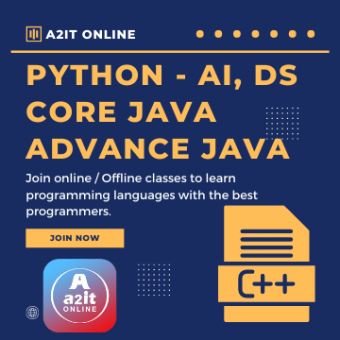 A2IT ONLINE
PYTHON - AI, DS
CORE JAVA
ADVANCE JAVA
Join online / Offline classes to learn
programming languages with the best
programmers.
JOIN NOW
C++
A
a2it
ONLINE